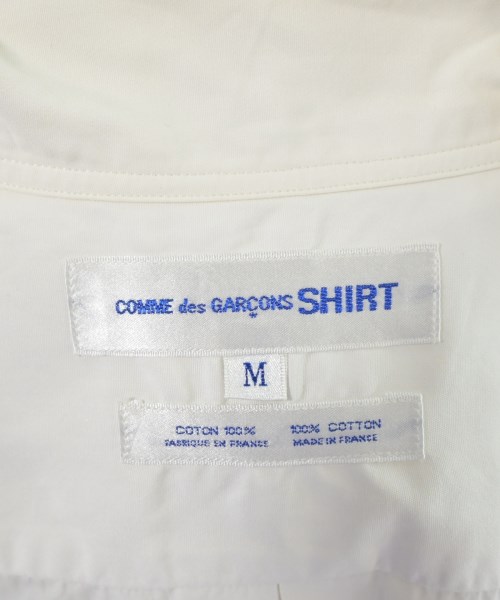 COMME des GARÇONS SHIRT
M
COTON 100% 100% COTTON
FABRIQUE EN FRANCE MADE IN FRANCE